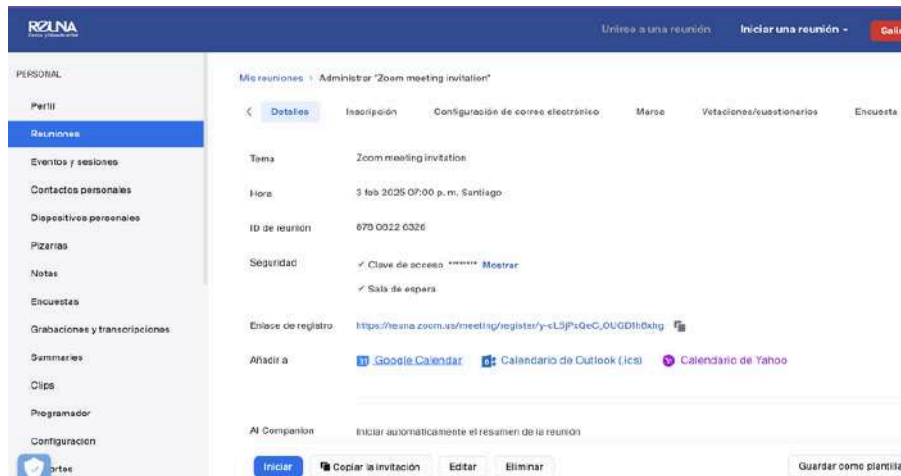 REUNA
Unirse a una reunión
Iniciar una reunión
PERSONAL
Perfil
Reuniones
Eventos y sesiones
Contactos personales
Dispositivos personales
Pizarras
Notas
Encuestas
Grabaciones y transcripciones
Summaries
Clips
Programador
Configuración
Mis reuniones > Administrar "Zoom meeting invitation"
Detalles
Inscripción
Configuración de correo electrónico
Marca
Votaciones/cuestionarios
Encuesta
Tema
Zoom meeting invitation
Hora
3 feb 2025 07:00 p. m. Santiago
ID de reunión
Seguridad
✓ Clave de acceso ******** Mostrar
✓ Sala de espera
Enlace de registro
Añadir a
Google Calendar
Calendario de Outlook (.ics)
Calendario de Yahoo
AI Companion
Iniciar automáticamente el resumen de la reunión
Iniciar
Copiar la invitación
Editar
Eliminar
Guardar como plantilla